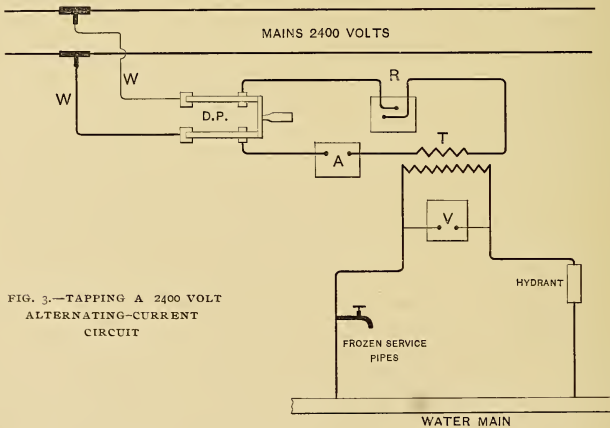 MAINS 2400 VOLTS
W
W
D.P.
R
A
T
V
HYDRANT
FIG. 3.—TAPPING A 2400 VOLT
ALTERNATING-CURRENT
CIRCUIT
FROZEN SERVICE
PIPES
WATER MAIN